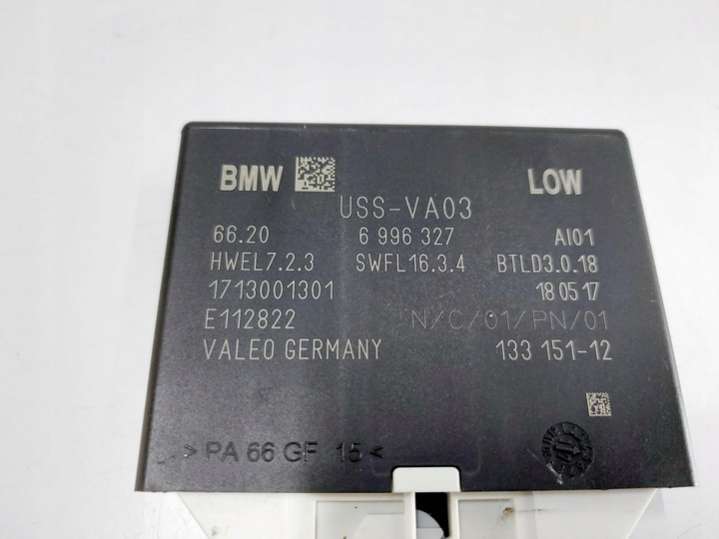 BMW LOW
USS-VA03
66.20 6 996 327 AI01
HWEL7.2.3 SWFL16.3.4 BTLD3.0.18
1713001301 18 05 17
E112822 N/C/01/PN/01
VALEO GERMANY 133 151-12
>PA 66 GF 15<